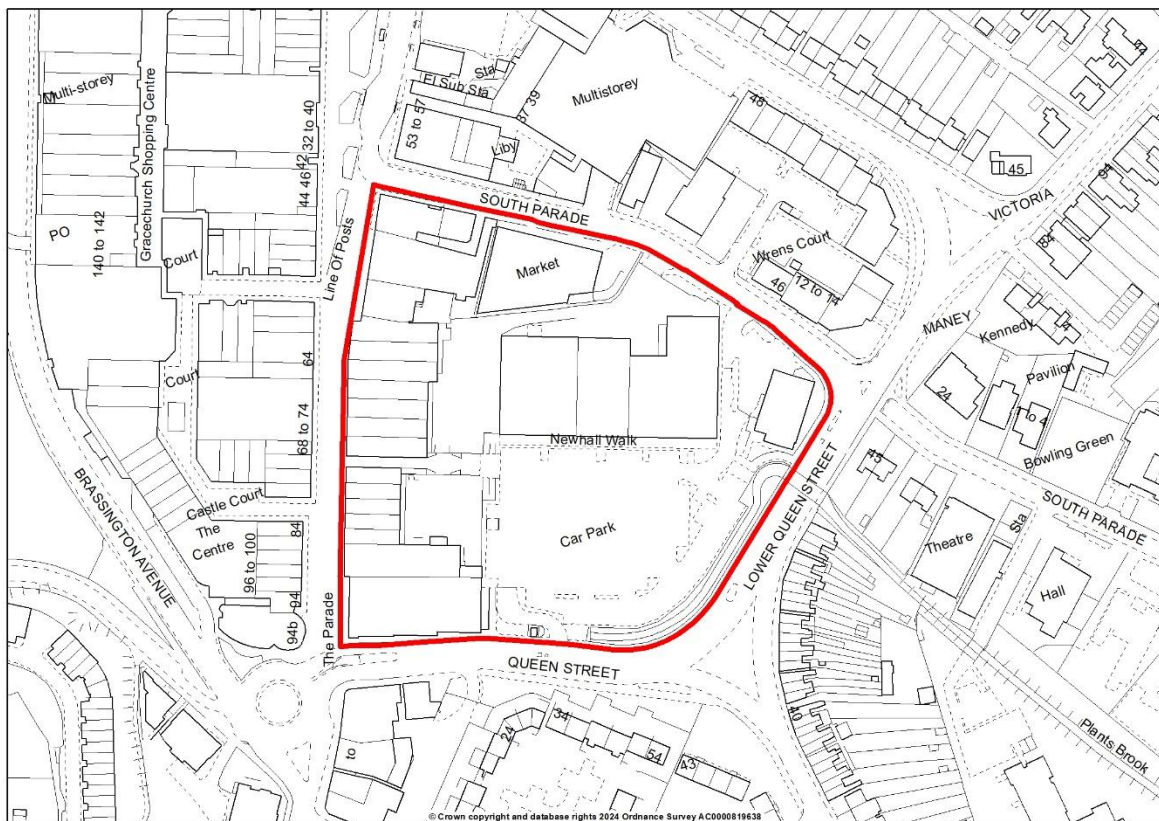 Multi-storey
Gracechurch Shopping Centre
32 to 40
42
44 46
PO
140 to 142
Court
Line Of Posts
El Sub Sta
Sta
37 39
53 to 57
Liby
Multistorey
48
SOUTH PARADE
Market
Wrens Court
46
12 to 14
45
VICTORIA
94
84
MANEY
Kennedy
4
Pavilion
24
1 to 4
Bowling Green
SOUTH PARADE
Court
64
68 to 74
Castle Court
The
Centre
84
96 to 100
94
94b
BRASSINGTON AVENUE
The Parade
Newhall Walk
Car Park
LOWER QUEEN STREET
45
Theatre
Sta
Hall
QUEEN STREET
Plants Brook
to
24
34
54
43
40
44
© Crown copyright and database rights 2024 Ordnance Survey AC0000819638